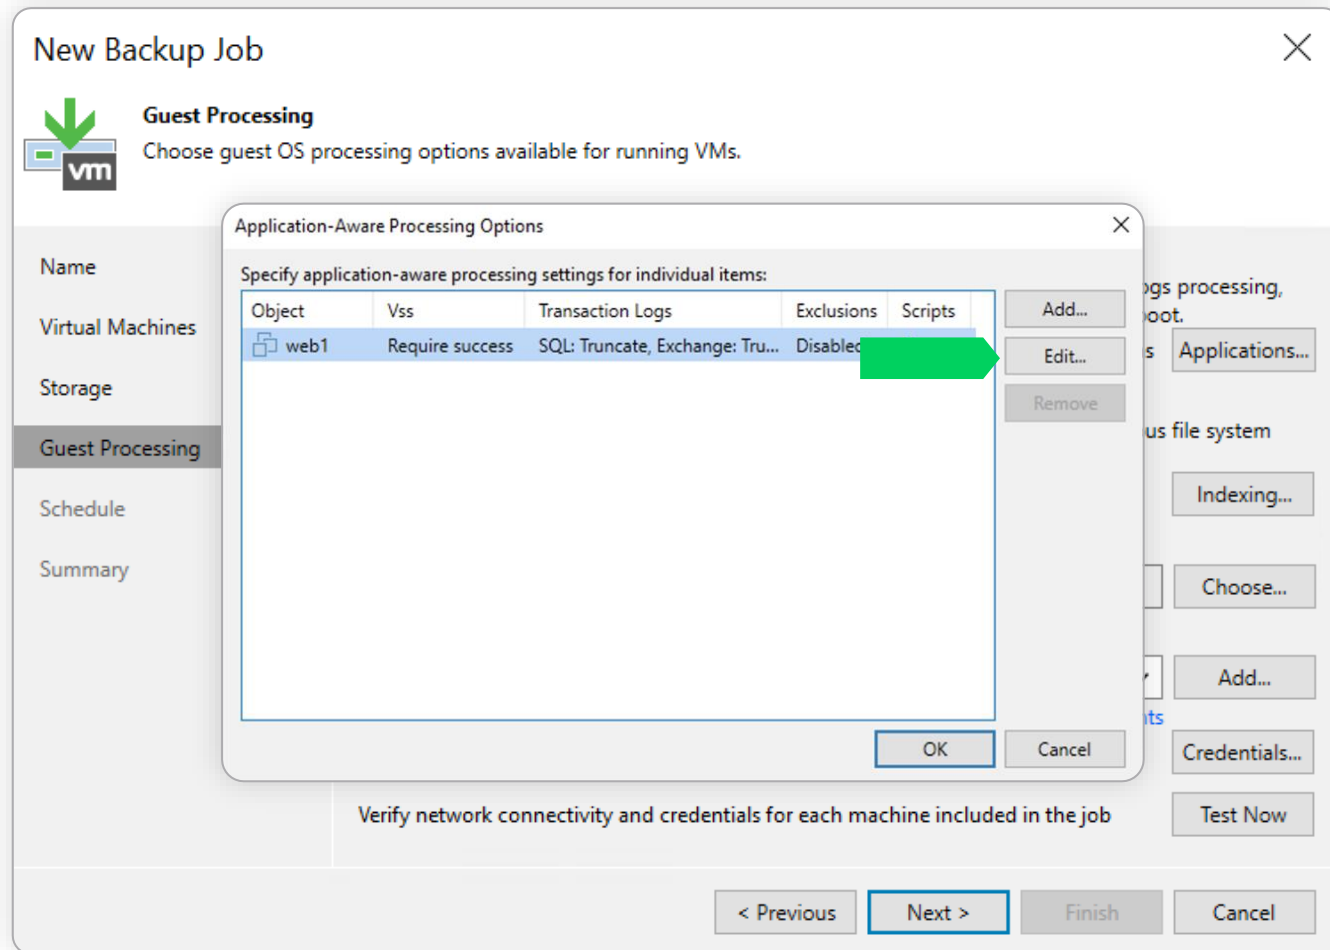 New Backup Job
Guest Processing
Choose guest OS processing options available for running VMs.
vm
Application-Aware Processing Options
Specify application-aware processing settings for individual items:
Object Vss Transaction Logs Exclusions Scripts
web1 Require success SQL: Truncate, Exchange: Tru... Disabled
Add...
Edit...
Remove
OK Cancel
Name
Virtual Machines
Storage
Guest Processing
Schedule
Summary
processing,
Applications...
file system
Indexing...
Choose...
Add...
Credentials...
Verify network connectivity and credentials for each machine included in the job Test Now
< Previous Next > Finish Cancel